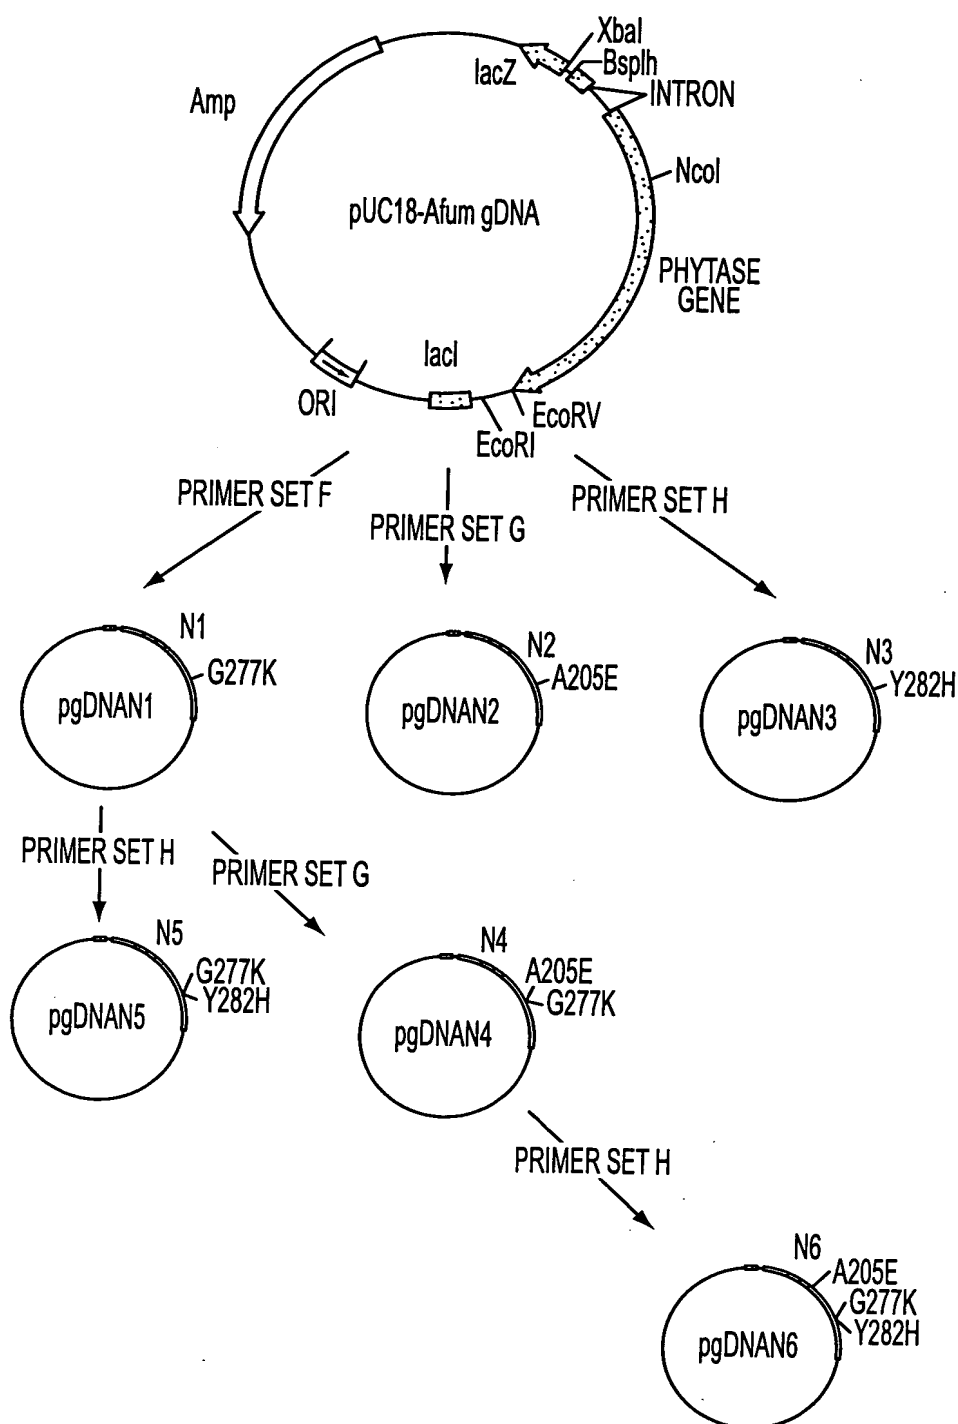 XbaI
BspIh
lacZ
INTRON
Amp
NcoI
pUC18-Afum gDNA
PHYTASE
GENE
lacI
ORI
EcoRV
EcoRI
PRIMER SET F
PRIMER SET G
PRIMER SET H
N1
G277K
pgDNAN1
N2
A205E
pgDNAN2
N3
Y282H
pgDNAN3
PRIMER SET H
PRIMER SET G
N5
G277K
Y282H
pgDNAN5
N4
A205E
G277K
pgDNAN4
PRIMER SET H
N6
A205E
G277K
Y282H
pgDNAN6